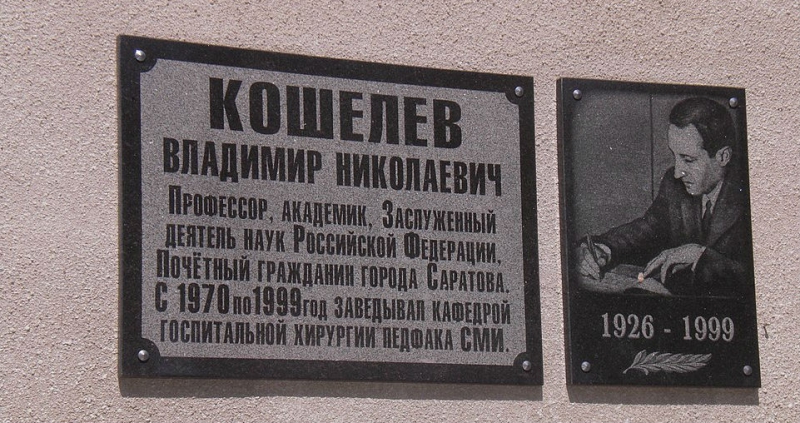 КОШЕЛЕВ
ВЛАДИМИР НИКОЛАЕВИЧ
ПРОФЕССОР, АКАДЕМИК, ЗАСЛУЖЕННЫЙ
ДЕЯТЕЛЬ НАУК РОССИЙСКОЙ ФЕДЕРАЦИИ,
ПОЧЁТНЫЙ ГРАЖДАНИН ГОРОДА САРАТОВА.
С 1970 ПО 1999 ГОД ЗАВЕДЫВАЛ КАФЕДРОЙ
ГОСПИТАЛЬНОЙ ХИРУРГИИ ПЕДФАКА СМИ.
1926 - 1999